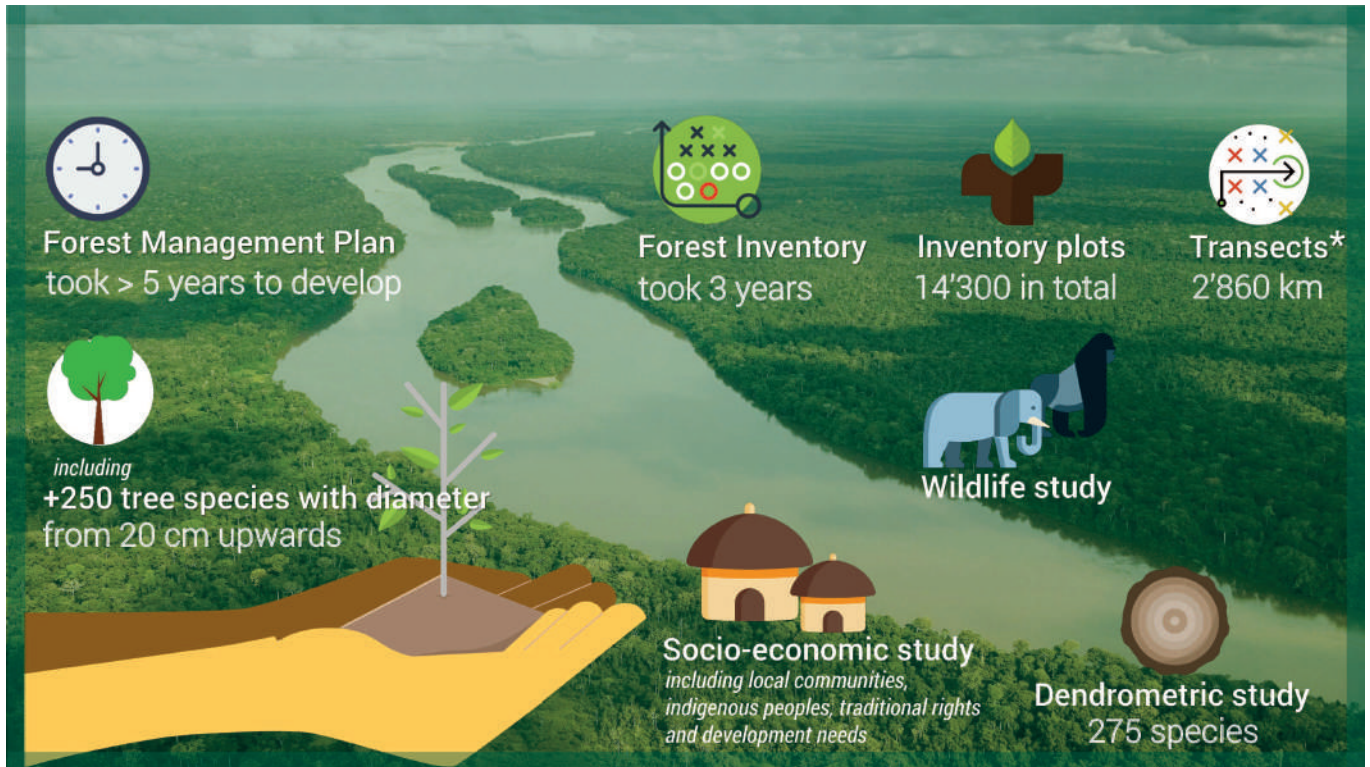 Forest Management Plan
took > 5 years to develop
Forest Inventory
took 3 years
Inventory plots
14’300 in total
Transects*
2’860 km
including
+250 tree species with diameter
from 20 cm upwards
Wildlife study
Socio-economic study
including local communities,
indigenous peoples, traditional rights
and development needs
Dendrometric study
275 species